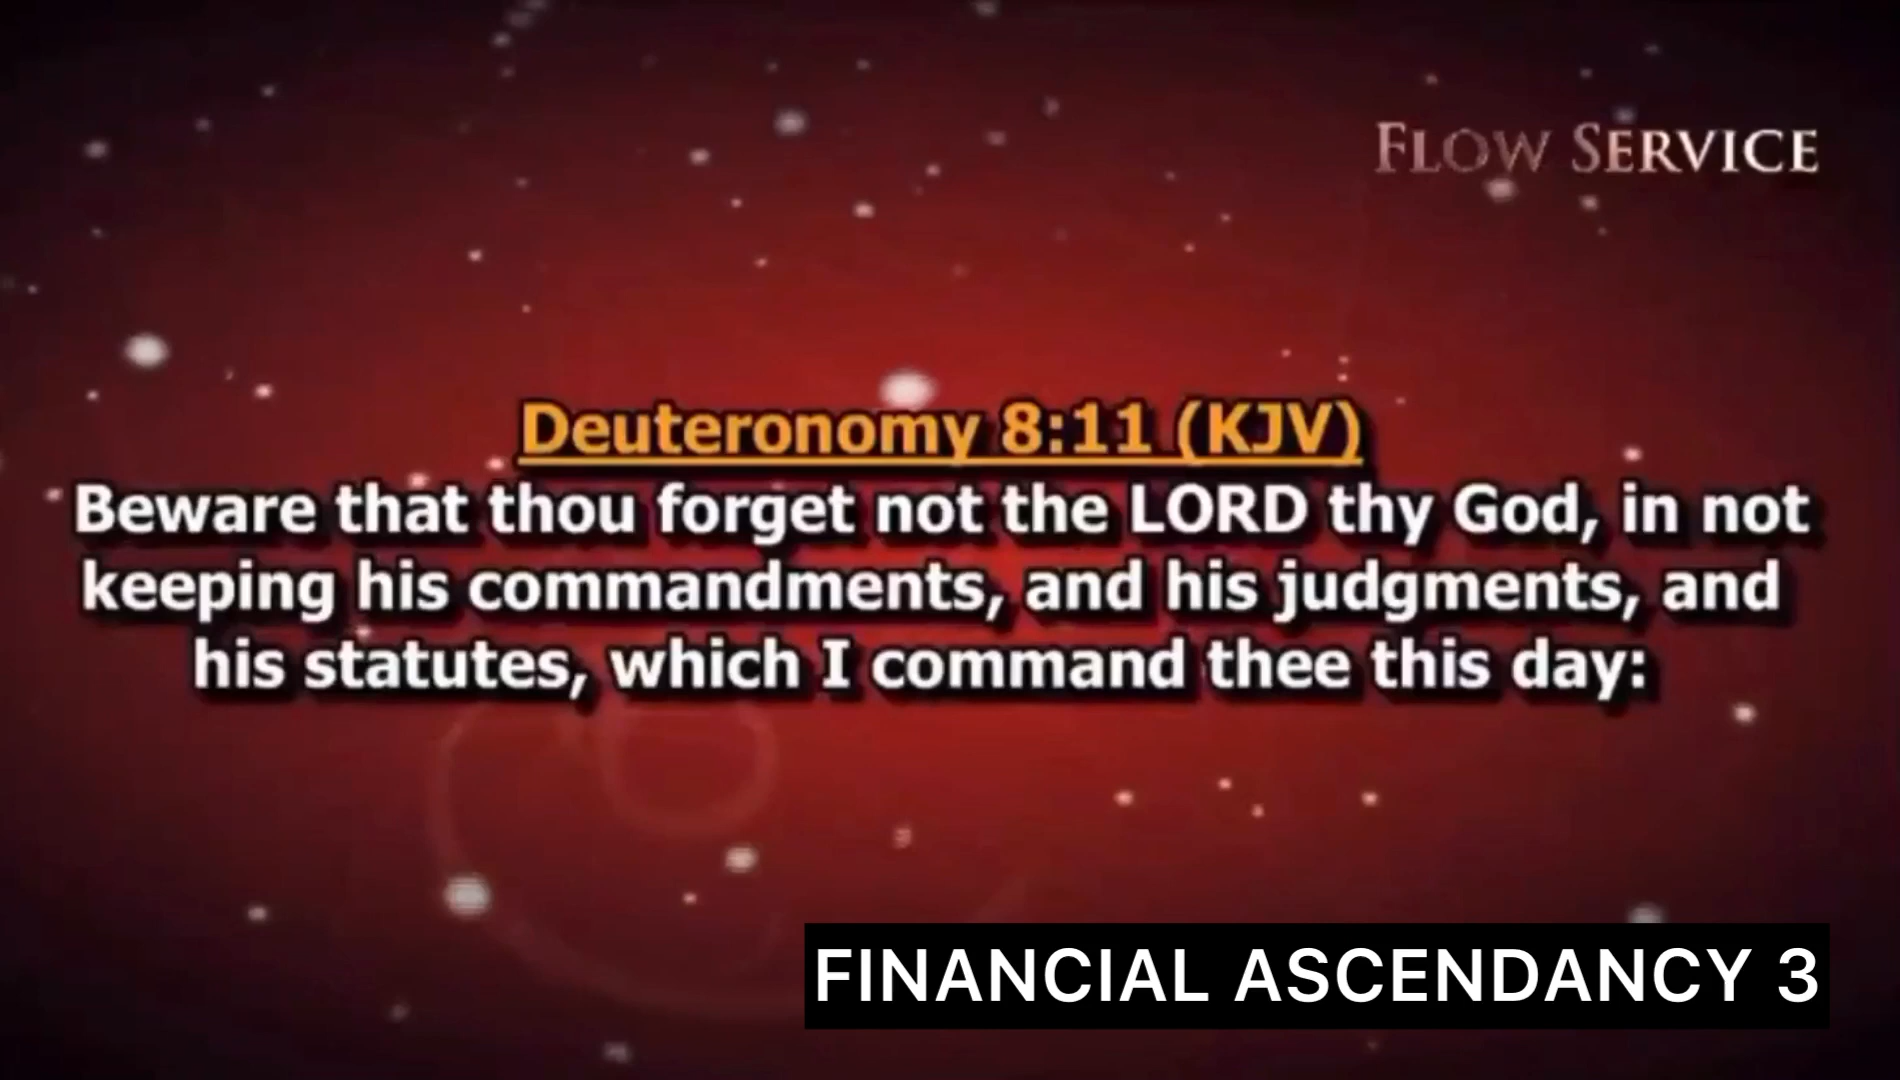 FLOW SERVICE
Deuteronomy 8:11 (KJV)
Beware that thou forget not the LORD thy God, in not
keeping his commandments, and his judgments, and
his statutes, which I command thee this day:
FINANCIAL ASCENDANCY 3